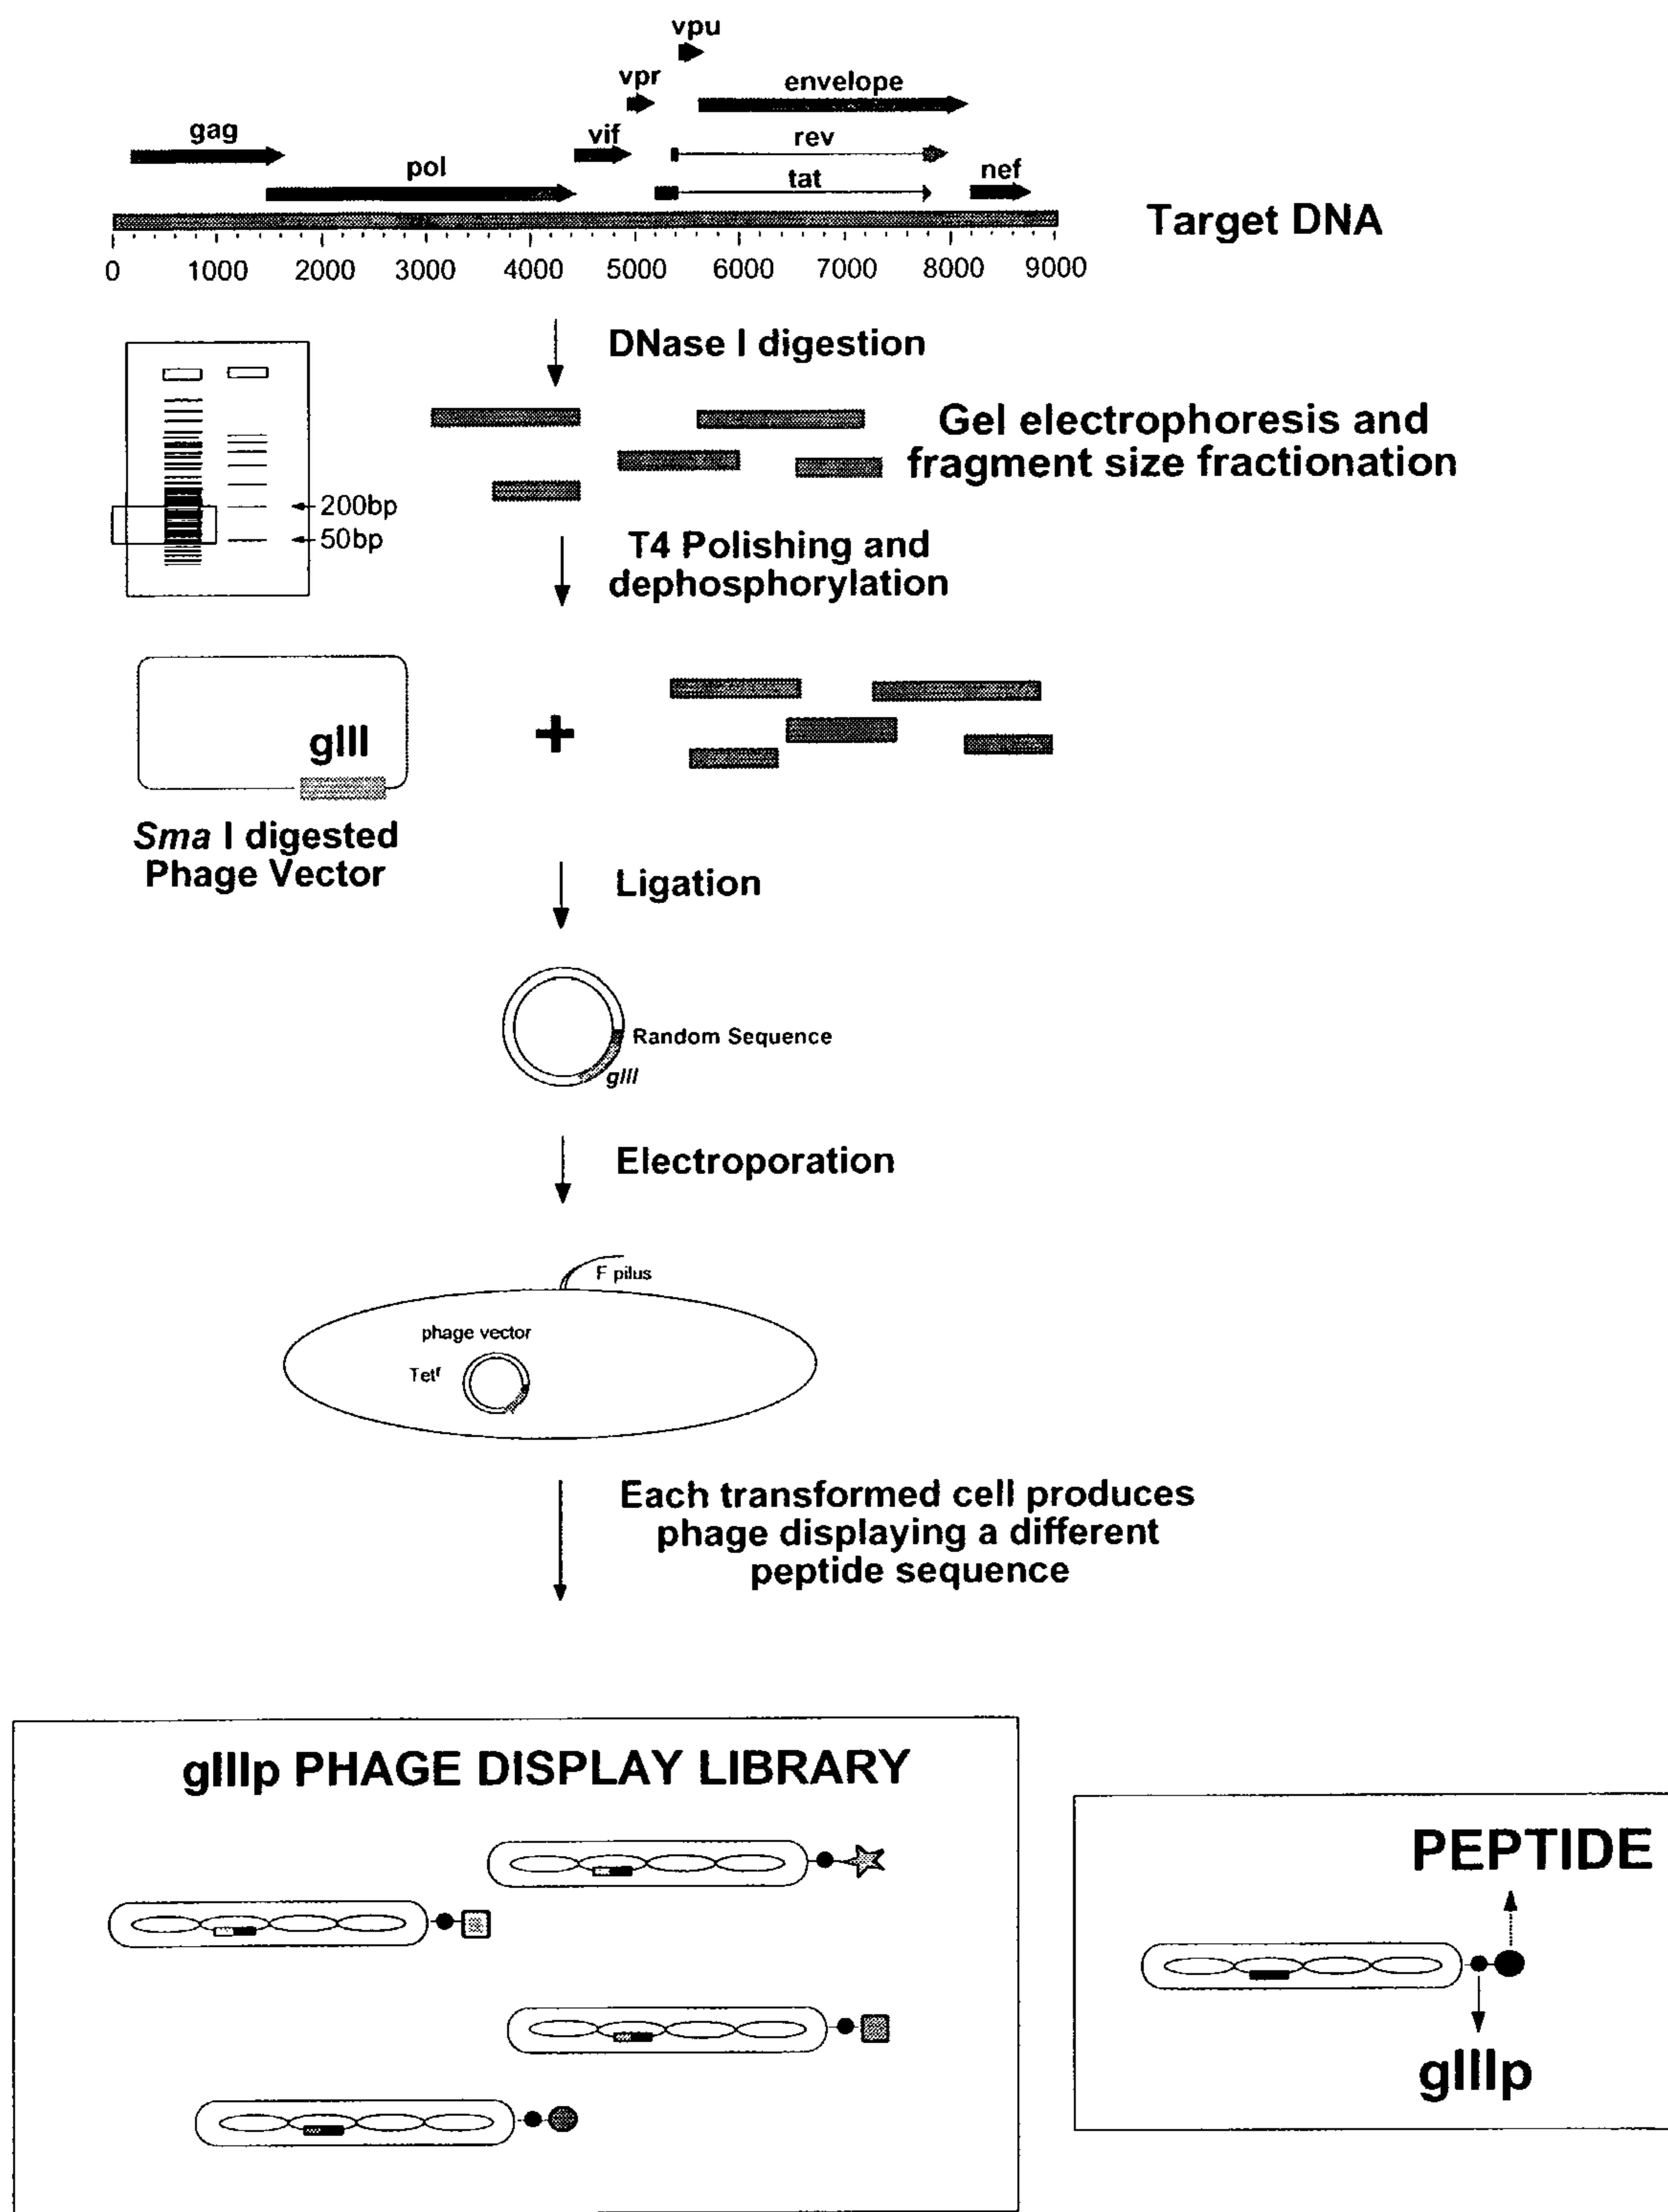 vpu
vpr
envelope
gag
vif
rev
pol
tat
nef
Target DNA
0 1000 2000 3000 4000 5000 6000 7000 8000 9000
DNase I digestion
Gel electrophoresis and
fragment size fractionation
200bp
50bp
T4 Polishing and
dephosphorylation
gIII
+
Sma I digested
Phage Vector
Ligation
Random Sequence
gIII
Electroporation
F pilus
phage vector
Tetʳ
Each transformed cell produces
phage displaying a different
peptide sequence
gIIIp PHAGE DISPLAY LIBRARY
PEPTIDE
gIIIp